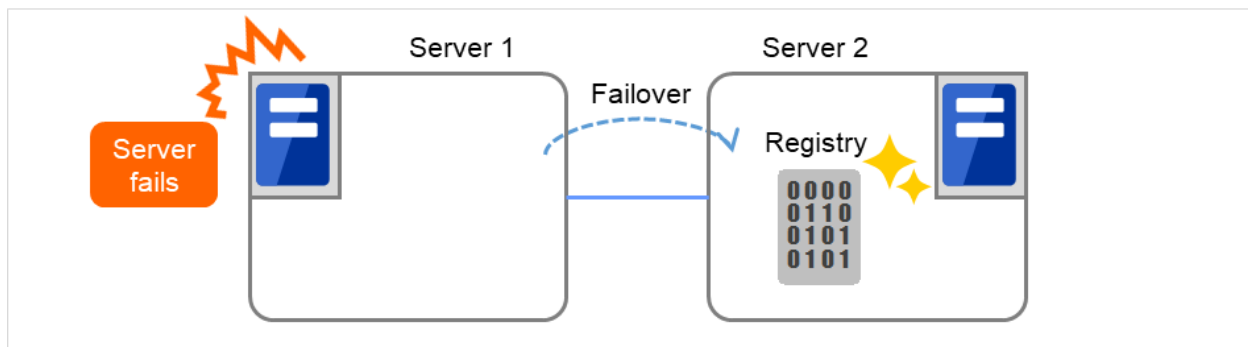 Server 1
Server 2
Failover
Server
fails
Registry
0000
0110
0101
0101